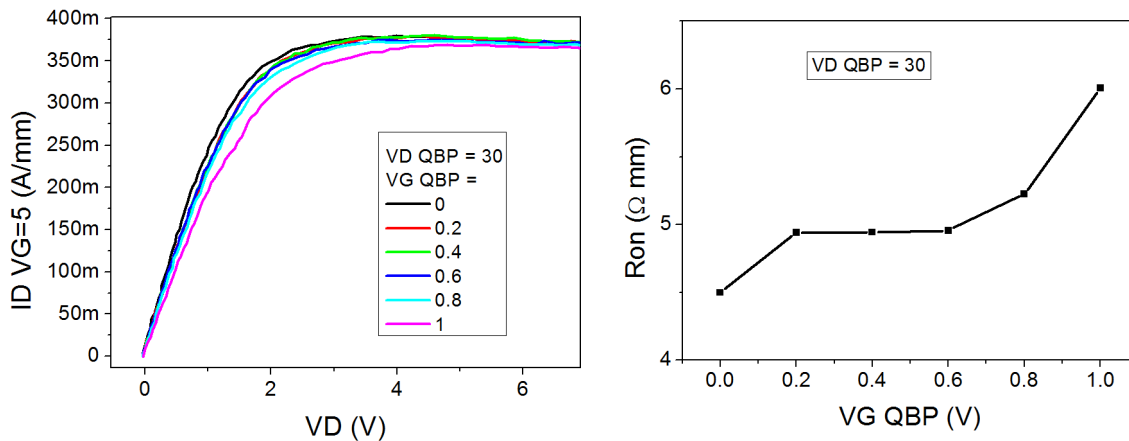 400m
350m
300m
250m
200m
150m
100m
50m
0
ID VG=5 (A/mm)
VD QBP = 30
VG QBP =
0
0.2
0.4
0.6
0.8
1
0
2
4
6
VD (V)
VD QBP = 30
6
5
4
Ron (Ω mm)
0.0
0.2
0.4
0.6
0.8
1.0
VG QBP (V)